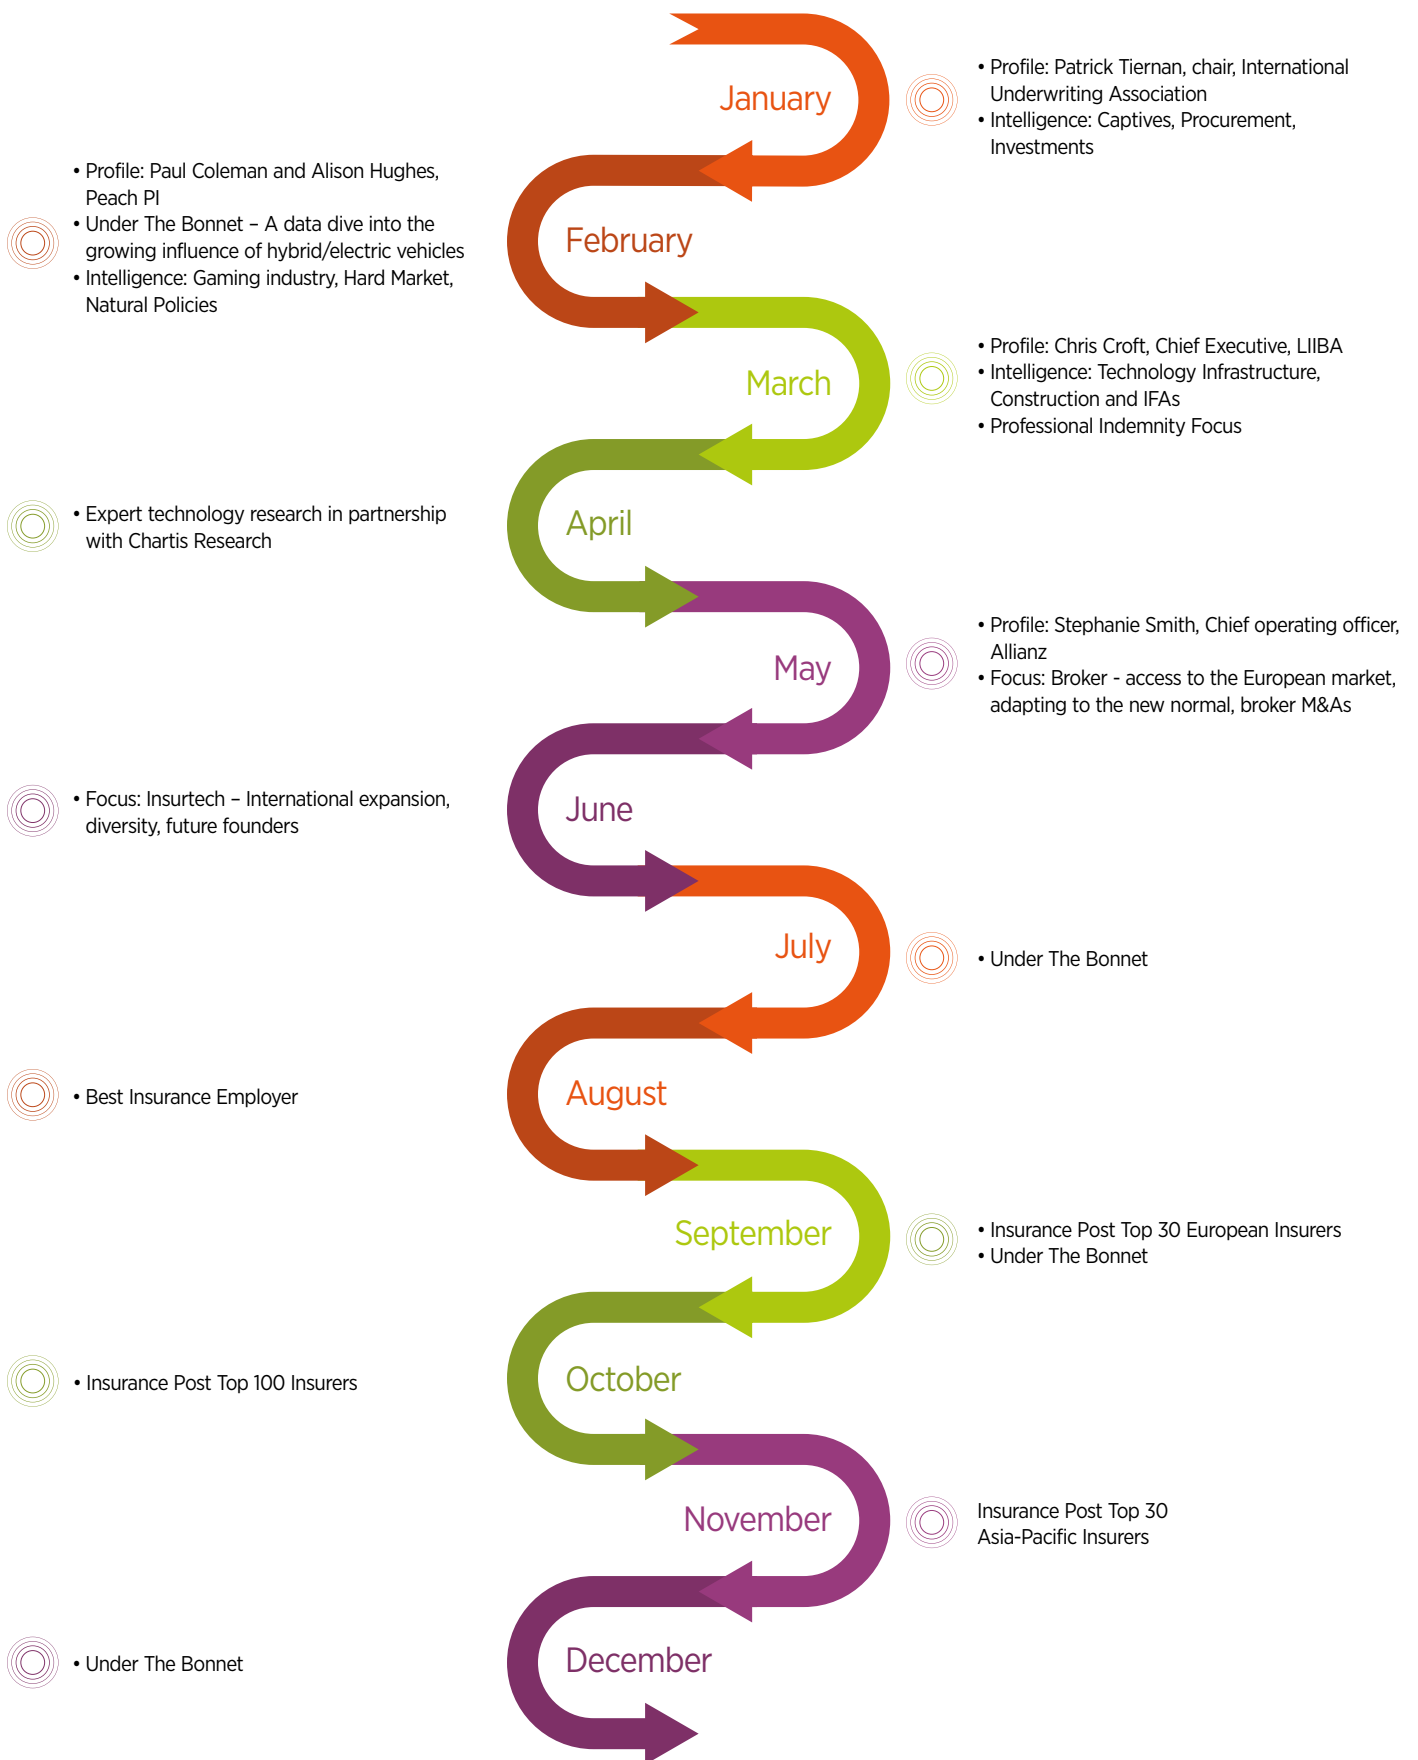 January
• Profile: Patrick Tiernan, chair, International
Underwriting Association
• Intelligence: Captives, Procurement,
Investments
• Profile: Paul Coleman and Alison Hughes,
Peach PI
• Under The Bonnet – A data dive into the
growing influence of hybrid/electric vehicles
• Intelligence: Gaming industry, Hard Market,
Natural Policies
February
March
• Profile: Chris Croft, Chief Executive, LIIBA
• Intelligence: Technology Infrastructure,
Construction and IFAs
• Professional Indemnity Focus
• Expert technology research in partnership
with Chartis Research
April
May
• Profile: Stephanie Smith, Chief operating officer,
Allianz
• Focus: Broker - access to the European market,
adapting to the new normal, broker M&As
• Focus: Insurtech – International expansion,
diversity, future founders
June
July
• Under The Bonnet
• Best Insurance Employer
August
September
• Insurance Post Top 30 European Insurers
• Under The Bonnet
• Insurance Post Top 100 Insurers
October
November
Insurance Post Top 30
Asia-Pacific Insurers
• Under The Bonnet
December